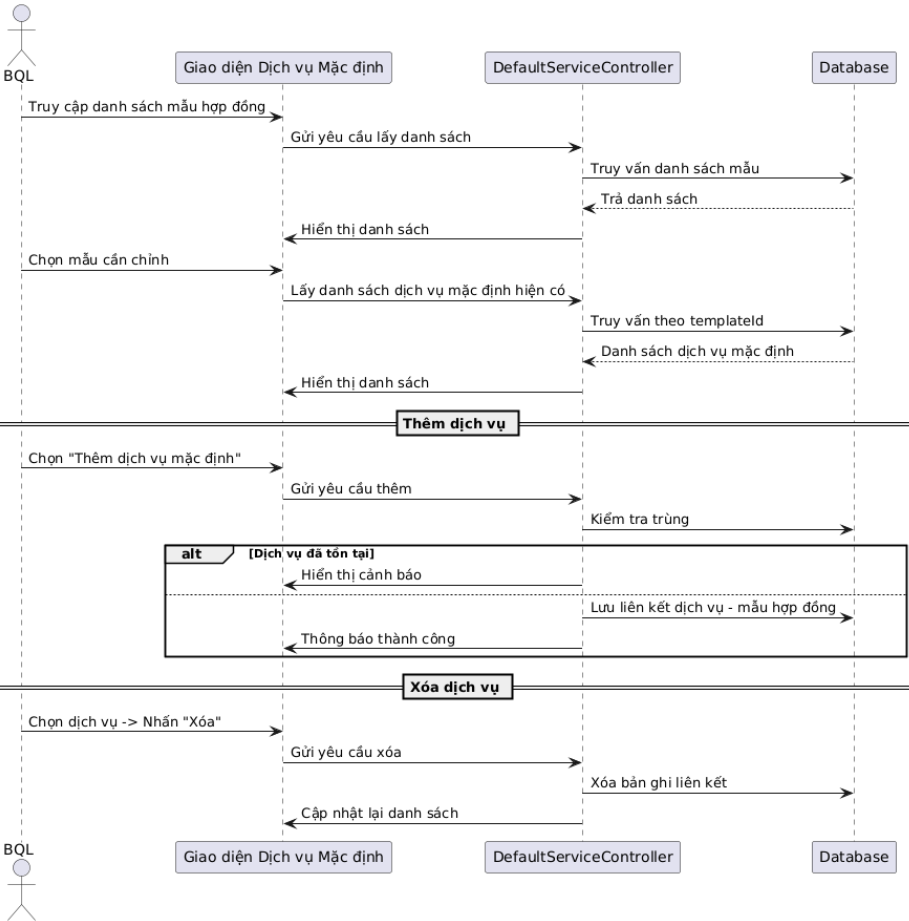 BQL
Giao diện Dịch vụ Mặc định
DefaultServiceController
Database
Truy cập danh sách mẫu hợp đồng
Gửi yêu cầu lấy danh sách
Truy vấn danh sách mẫu
Trả danh sách
Hiển thị danh sách
Chọn mẫu cần chỉnh
Lấy danh sách dịch vụ mặc định hiện có
Truy vấn theo templateId
Danh sách dịch vụ mặc định
Hiển thị danh sách
Thêm dịch vụ
Chọn "Thêm dịch vụ mặc định"
Gửi yêu cầu thêm
Kiểm tra trùng
alt [Dịch vụ đã tồn tại]
Hiển thị cảnh báo
Lưu liên kết dịch vụ - mẫu hợp đồng
Thông báo thành công
Xóa dịch vụ
Chọn dịch vụ -> Nhấn "Xóa"
Gửi yêu cầu xóa
Xóa bản ghi liên kết
Cập nhật lại danh sách
BQL
Giao diện Dịch vụ Mặc định
DefaultServiceController
Database